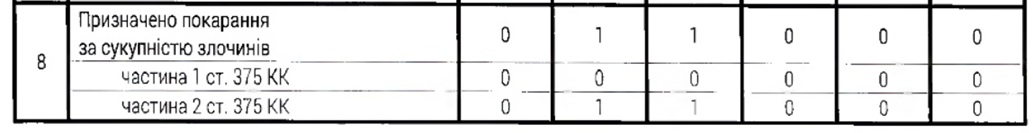 Призначено покарання
за сукупністю злочинів 0 1 1 0 0 0
8
частина 1 ст. 375 КК 0 0 0 0 0 0
частина 2 ст. 375 КК 0 1 1 0 0 0